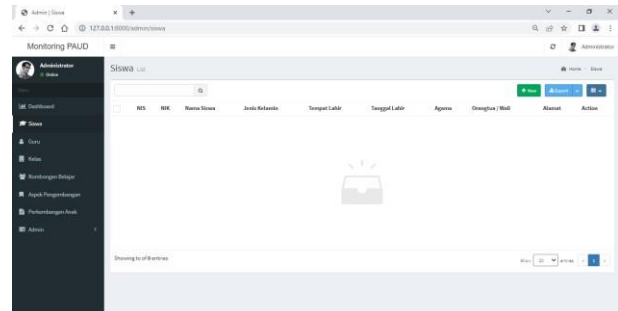 Admin | Siswa
127.0.0.1:8000/admin/siswa
Monitoring PAUD
Administrator
Administrator
Online
Siswa List
Home
Siswa
Menu
New
Export
Dashboard
NIS NIK Nama Siswa Jenis Kelamin Tempat Lahir Tanggal Lahir Agama Orangtua / Wali Alamat Action
Siswa
Guru
Kelas
Rombongan Belajar
Aspek Pengembangan
Perkembangan Anak
Admin
Showing to of 0 entries
Show 20 entries
1